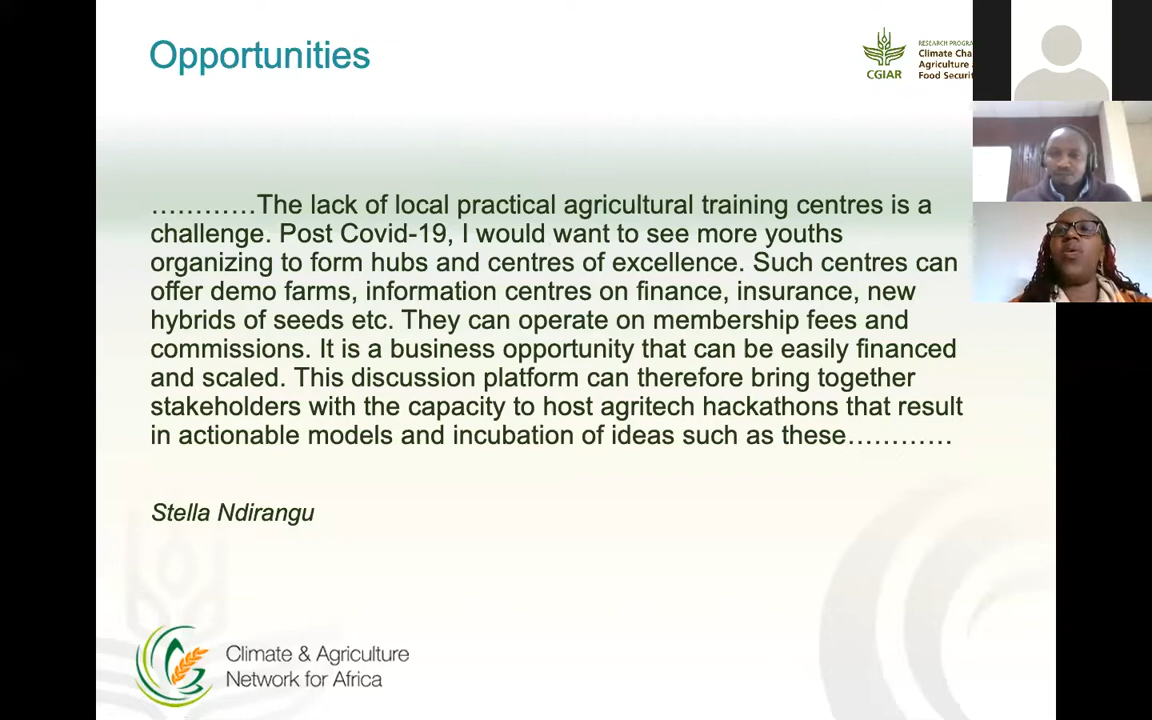 Opportunities
CGIAR
RESEARCH
Climate
Agriculture
Food
…………The lack of local practical agricultural training centres is a
challenge. Post Covid-19, I would want to see more youths
organizing to form hubs and centres of excellence. Such centres can
offer demo farms, information centres on finance, insurance, new
hybrids of seeds etc. They can operate on membership fees and
commissions. It is a business opportunity that can be easily financed
and scaled. This discussion platform can therefore bring together
stakeholders with the capacity to host agritech hackathons that result
in actionable models and incubation of ideas such as these…………
Stella Ndirangu
Climate & Agriculture
Network for Africa